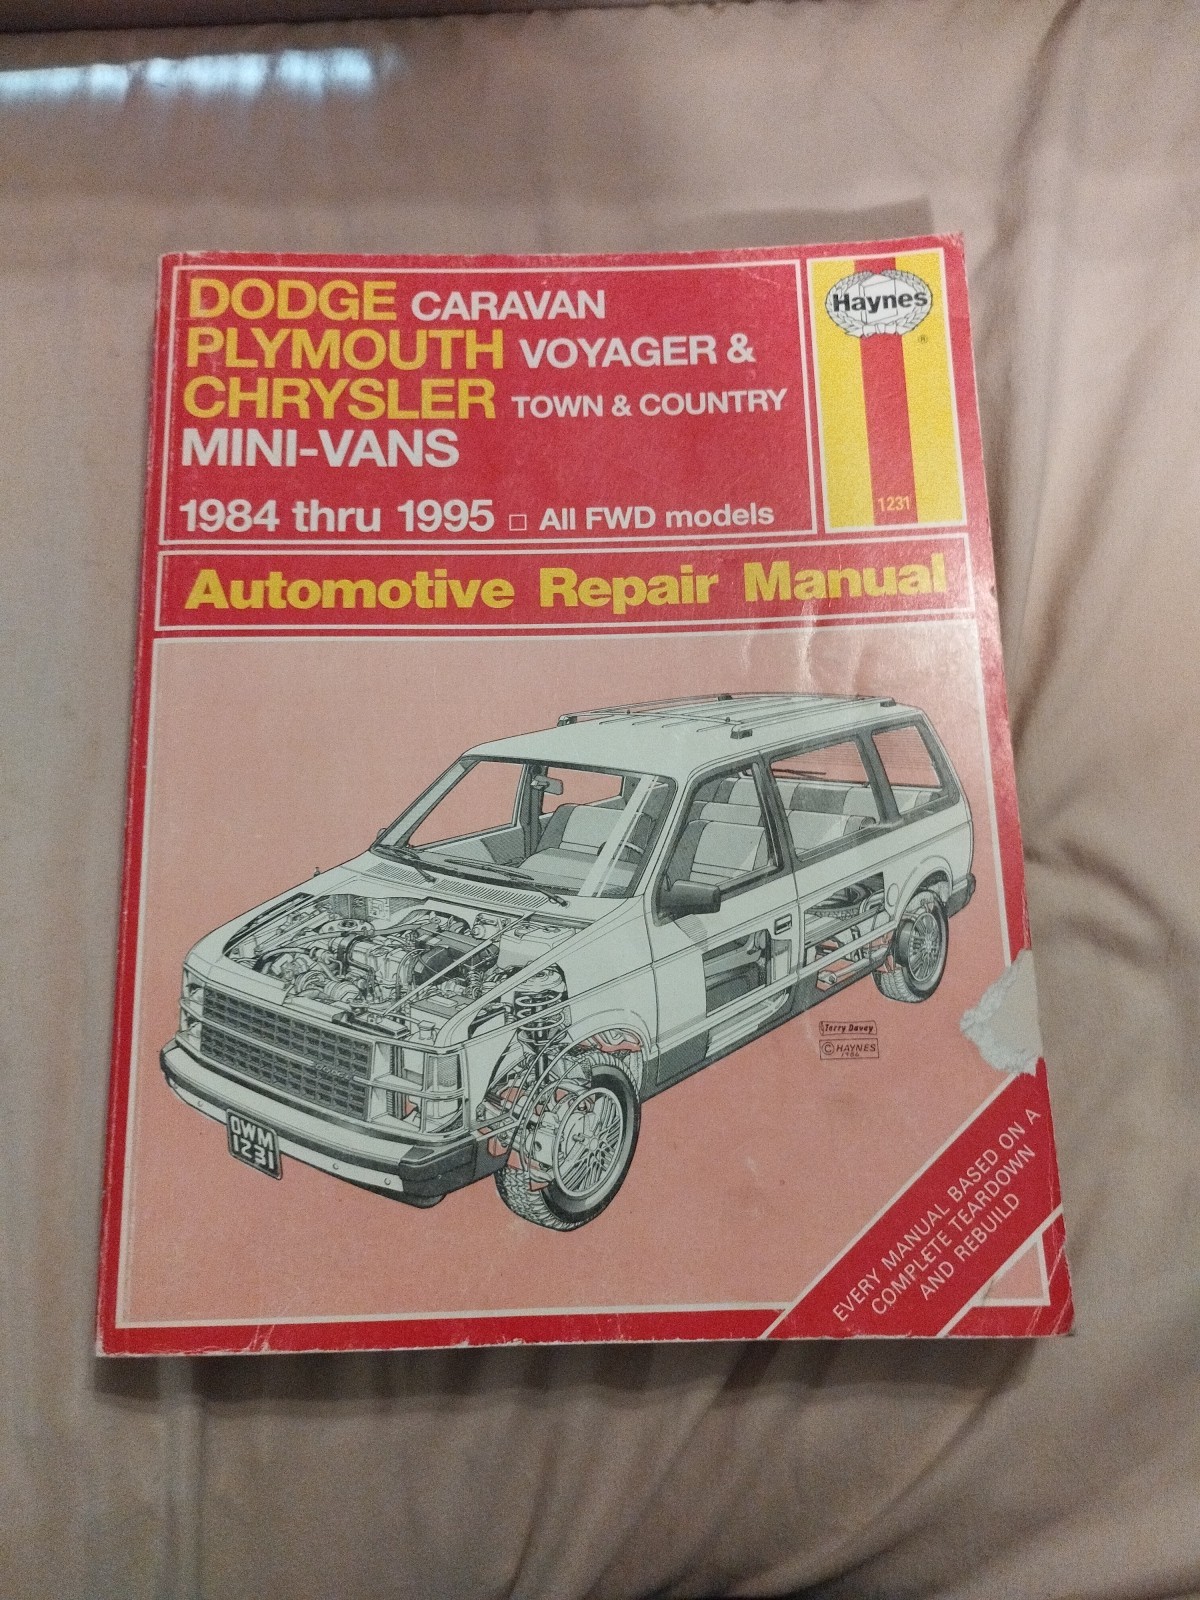 DODGE CARAVAN
PLYMOUTH VOYAGER &
CHRYSLER TOWN & COUNTRY
MINI-VANS
1984 thru 1995 □ All FWD models
Haynes
®
1231
Automotive Repair Manual
Terry Davey
© HAYNES
1986
OWM
1231
EVERY MANUAL BASED ON A
COMPLETE TEARDOWN
AND REBUILD